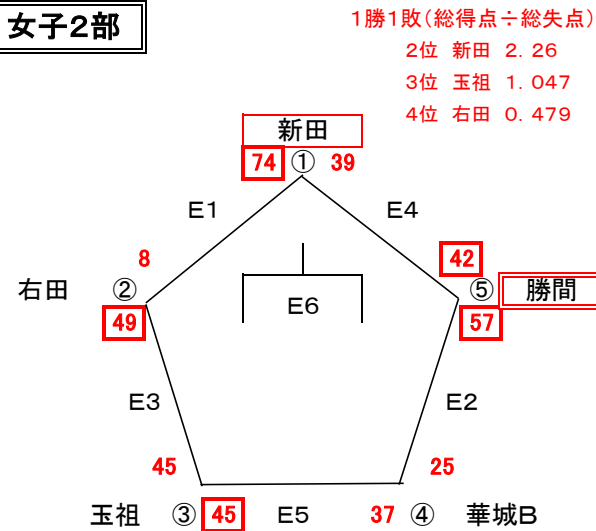 女子2部
1勝1敗(総得点÷総失点)
2位 新田 2.26
3位 玉祖 1.047
4位 右田 0.479
新田
74 ① 39
E1 E4
8 42
右田 ② ⑤ 勝間
E6
49 57
E3 E2
45 25
玉祖 ③ 45 E5 37 ④ 華城B